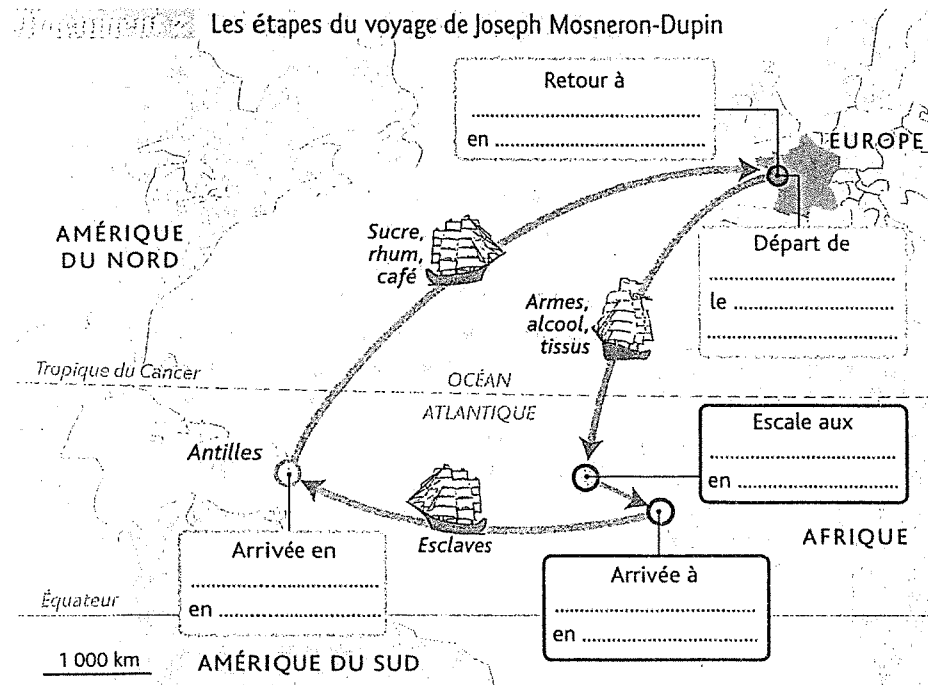 Les étapes du voyage de Joseph Mosneron-Dupin
Retour à
..........................................
en ..................................
EUROPE
AMÉRIQUE
DU NORD
Sucre,
rhum,
café
Départ de
..................................
le .............................
..................................
Armes,
alcool,
tissus
Tropique du Cancer
OCÉAN
ATLANTIQUE
Escale aux
..................................
en .............................
Antilles
Esclaves
AFRIQUE
Arrivée en
..............................
en ..........................
Arrivée à
..................................
en .............................
Équateur
1 000 km
AMÉRIQUE DU SUD